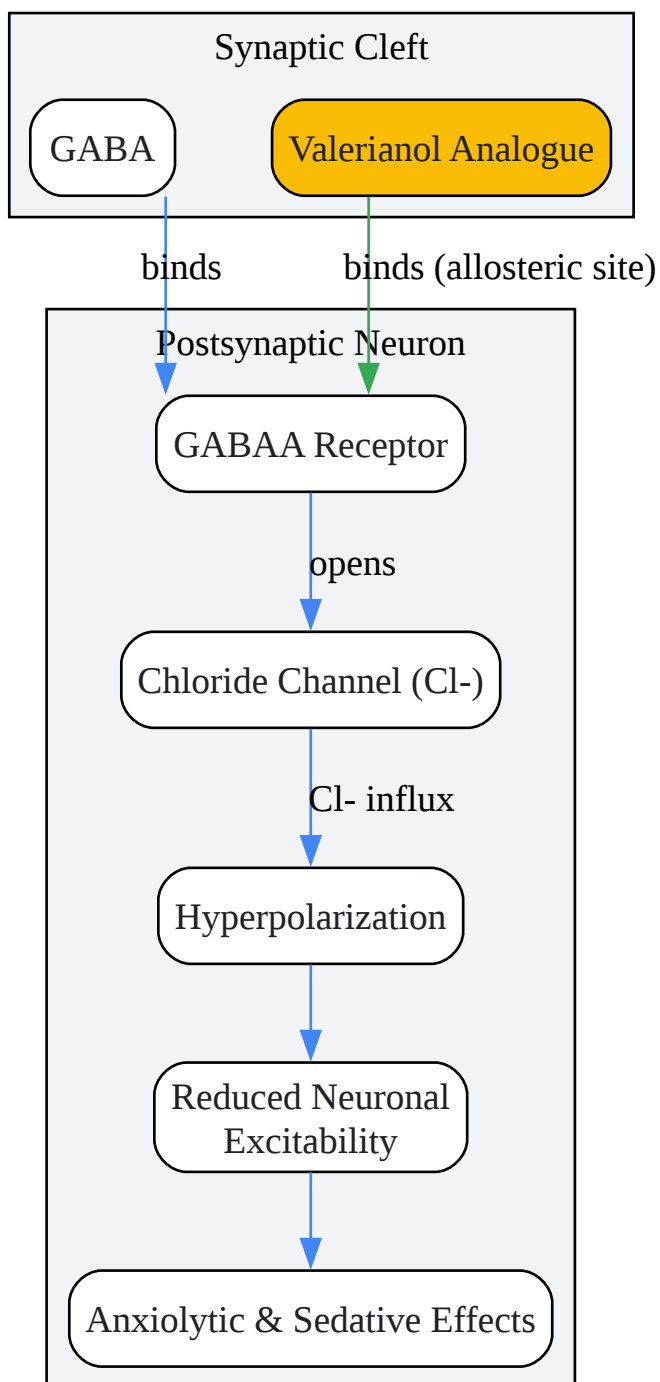 Synaptic Cleft
GABA
Valerianol Analogue
binds
binds (allosteric site)
Postsynaptic Neuron
GABAA Receptor
opens
Chloride Channel (Cl-)
Cl- influx
Hyperpolarization
Reduced Neuronal
Excitability
Anxiolytic & Sedative Effects